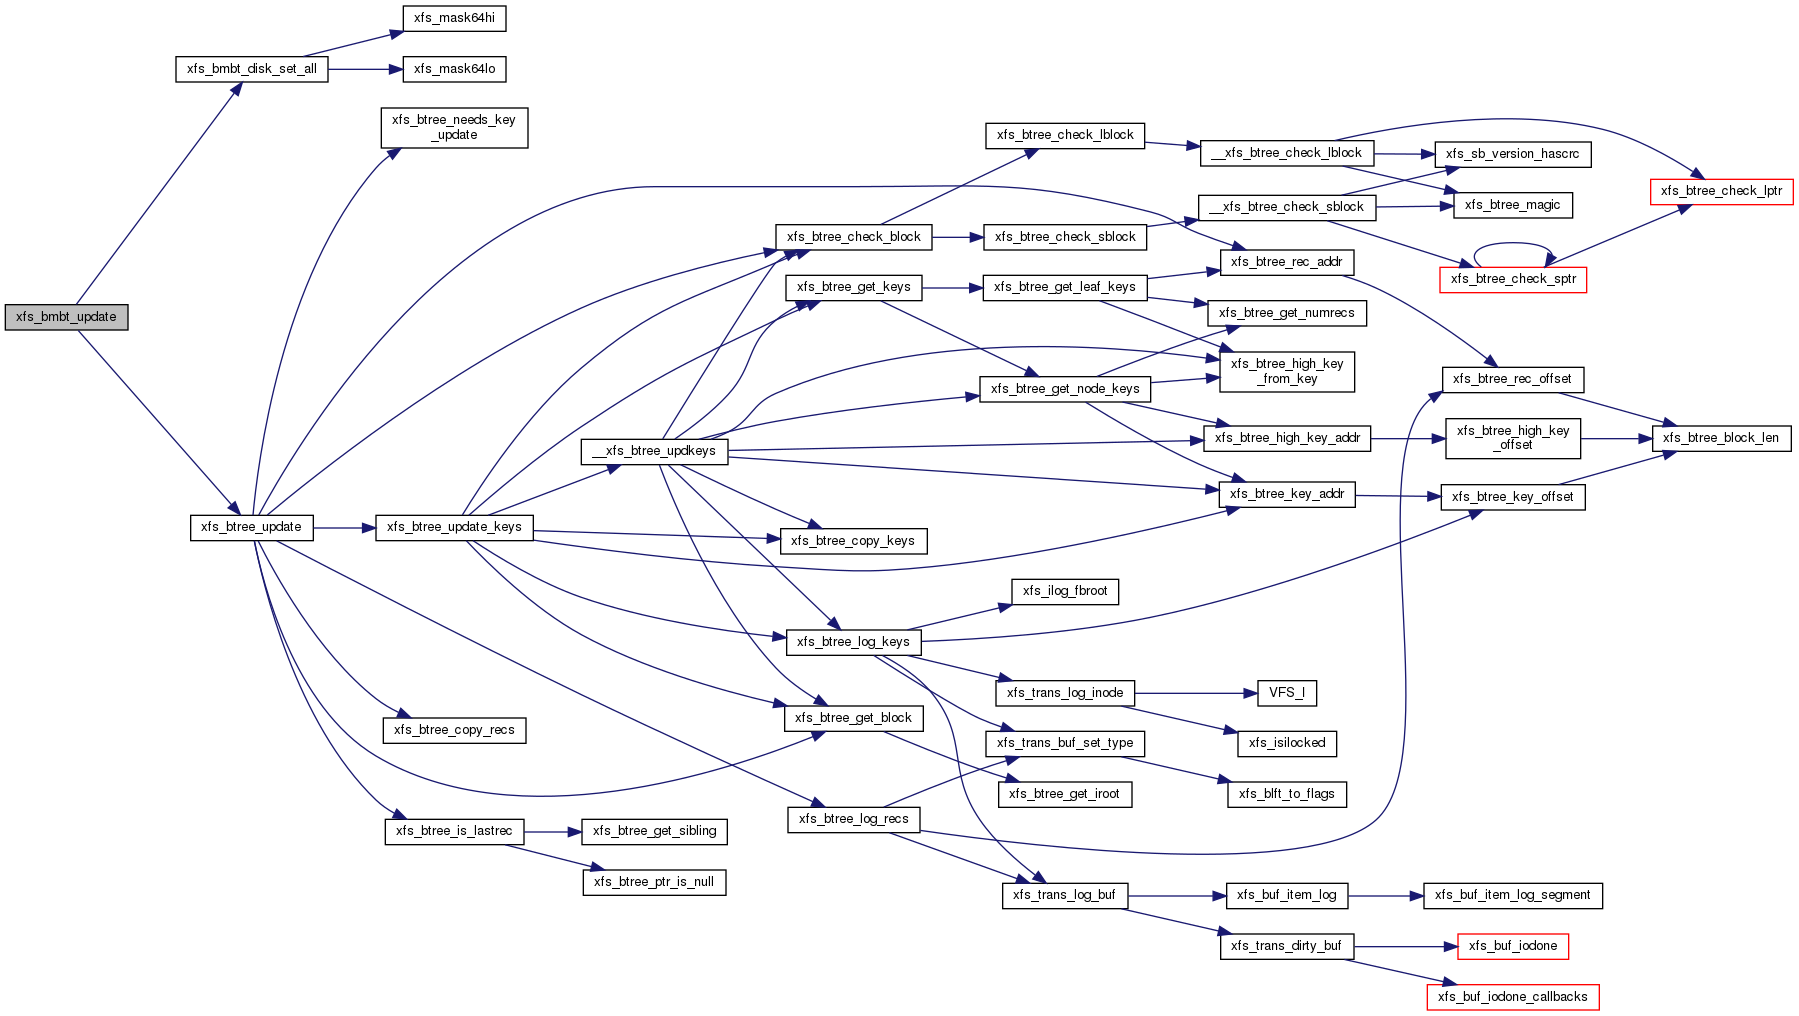 xfs_mask64hi
xfs_bmbt_disk_set_all
xfs_mask64lo
xfs_btree_needs_key
_update
xfs_btree_check_lblock
__xfs_btree_check_lblock
xfs_sb_version_hascrc
xfs_btree_check_lptr
xfs_btree_magic
__xfs_btree_check_sblock
xfs_btree_check_block
xfs_btree_check_sblock
xfs_btree_rec_addr
xfs_btree_check_sptr
xfs_btree_get_keys
xfs_btree_get_leaf_keys
xfs_btree_get_numrecs
xfs_bmbt_update
xfs_btree_high_key
_from_key
xfs_btree_rec_offset
xfs_btree_get_node_keys
xfs_btree_high_key_addr
xfs_btree_high_key
_offset
xfs_btree_block_len
__xfs_btree_updkeys
xfs_btree_key_addr
xfs_btree_key_offset
xfs_btree_update
xfs_btree_update_keys
xfs_btree_copy_keys
xfs_ilog_fbroot
xfs_btree_log_keys
xfs_trans_log_inode
VFS_I
xfs_btree_get_block
xfs_btree_copy_recs
xfs_trans_buf_set_type
xfs_isilocked
xfs_btree_get_iroot
xfs_blft_to_flags
xfs_btree_log_recs
xfs_btree_is_lastrec
xfs_btree_get_sibling
xfs_btree_ptr_is_null
xfs_trans_log_buf
xfs_buf_item_log
xfs_buf_item_log_segment
xfs_trans_dirty_buf
xfs_buf_iodone
xfs_buf_iodone_callbacks